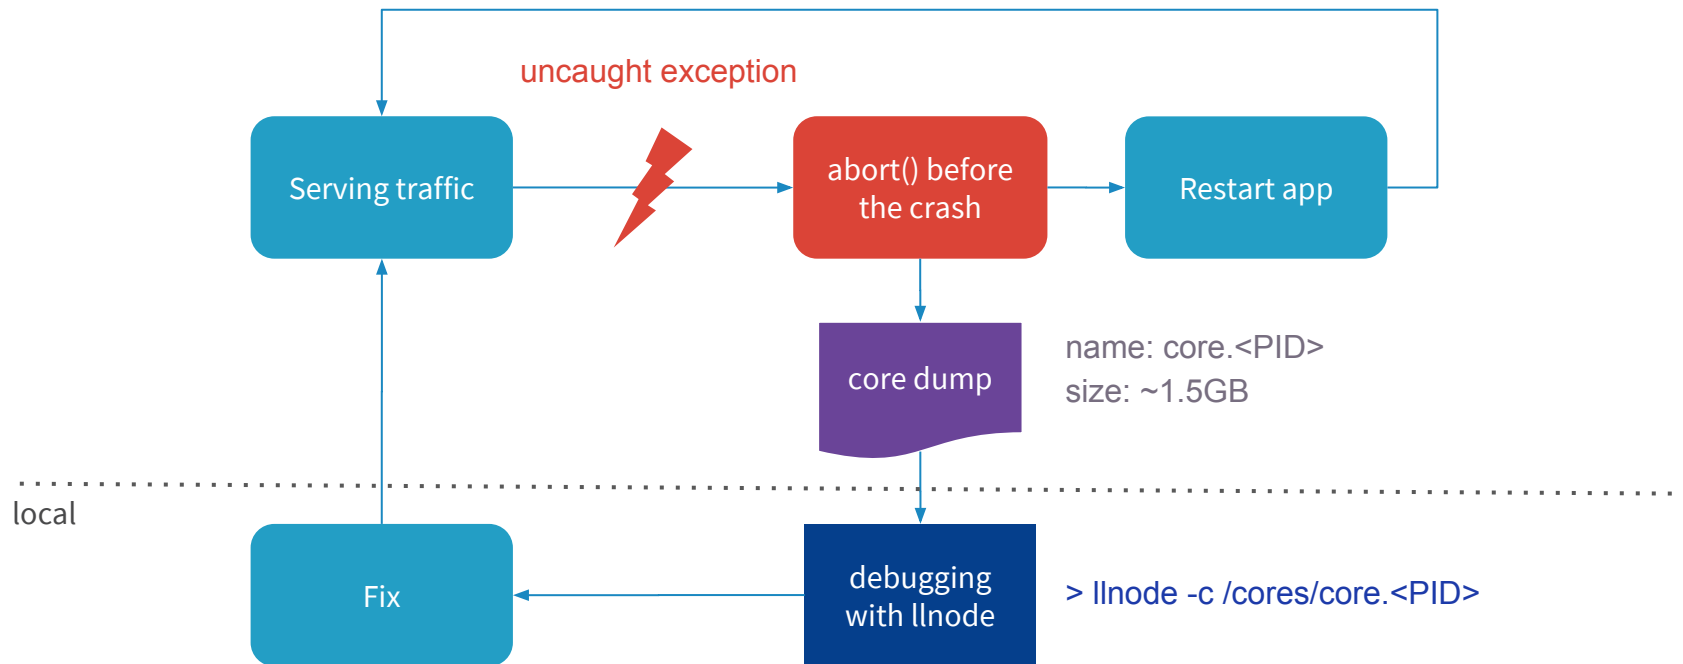 uncaught exception
Serving traffic
abort() before
the crash
Restart app
core dump
name: core.<PID>
size: ~1.5GB
local
Fix
debugging
with llnode
> llnode -c /cores/core.<PID>